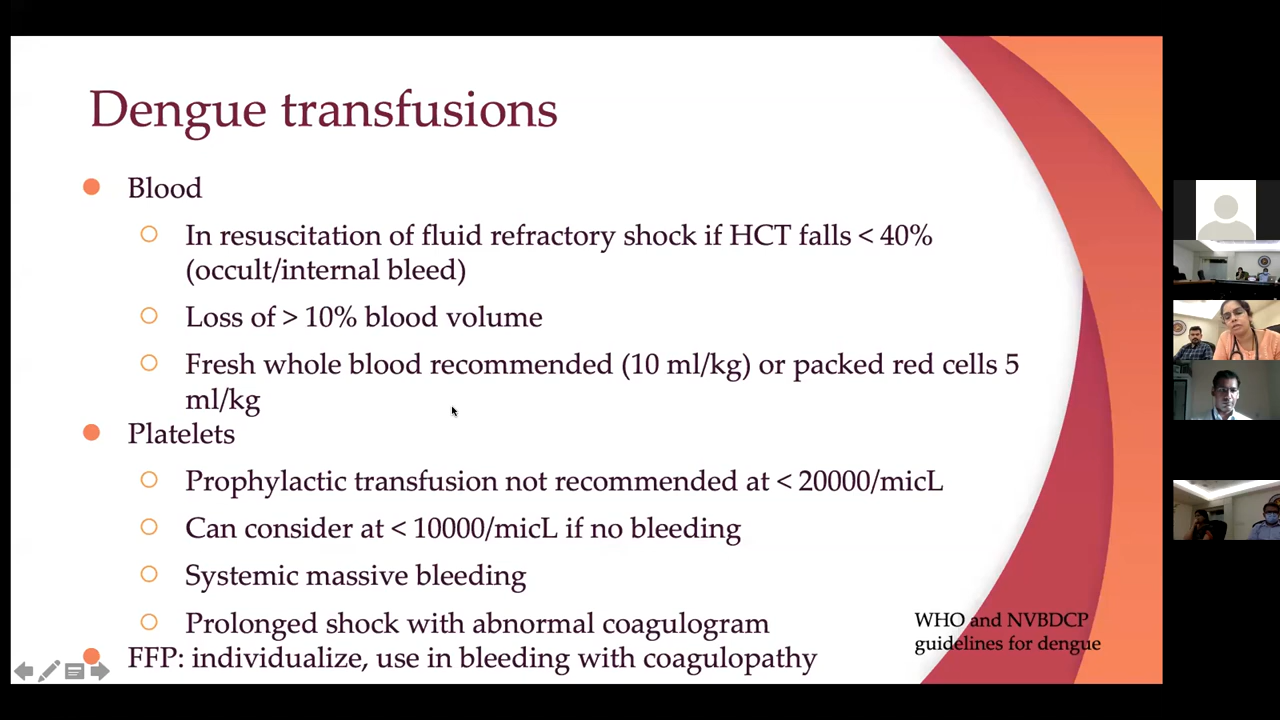 Dengue transfusions
Blood
In resuscitation of fluid refractory shock if HCT falls < 40%
(occult/internal bleed)
Loss of > 10% blood volume
Fresh whole blood recommended (10 ml/kg) or packed red cells 5
ml/kg
Platelets
Prophylactic transfusion not recommended at < 20000/micL
Can consider at < 10000/micL if no bleeding
Systemic massive bleeding
Prolonged shock with abnormal coagulogram
FFP: individualize, use in bleeding with coagulopathy
WHO and NVBDCP
guidelines for dengue